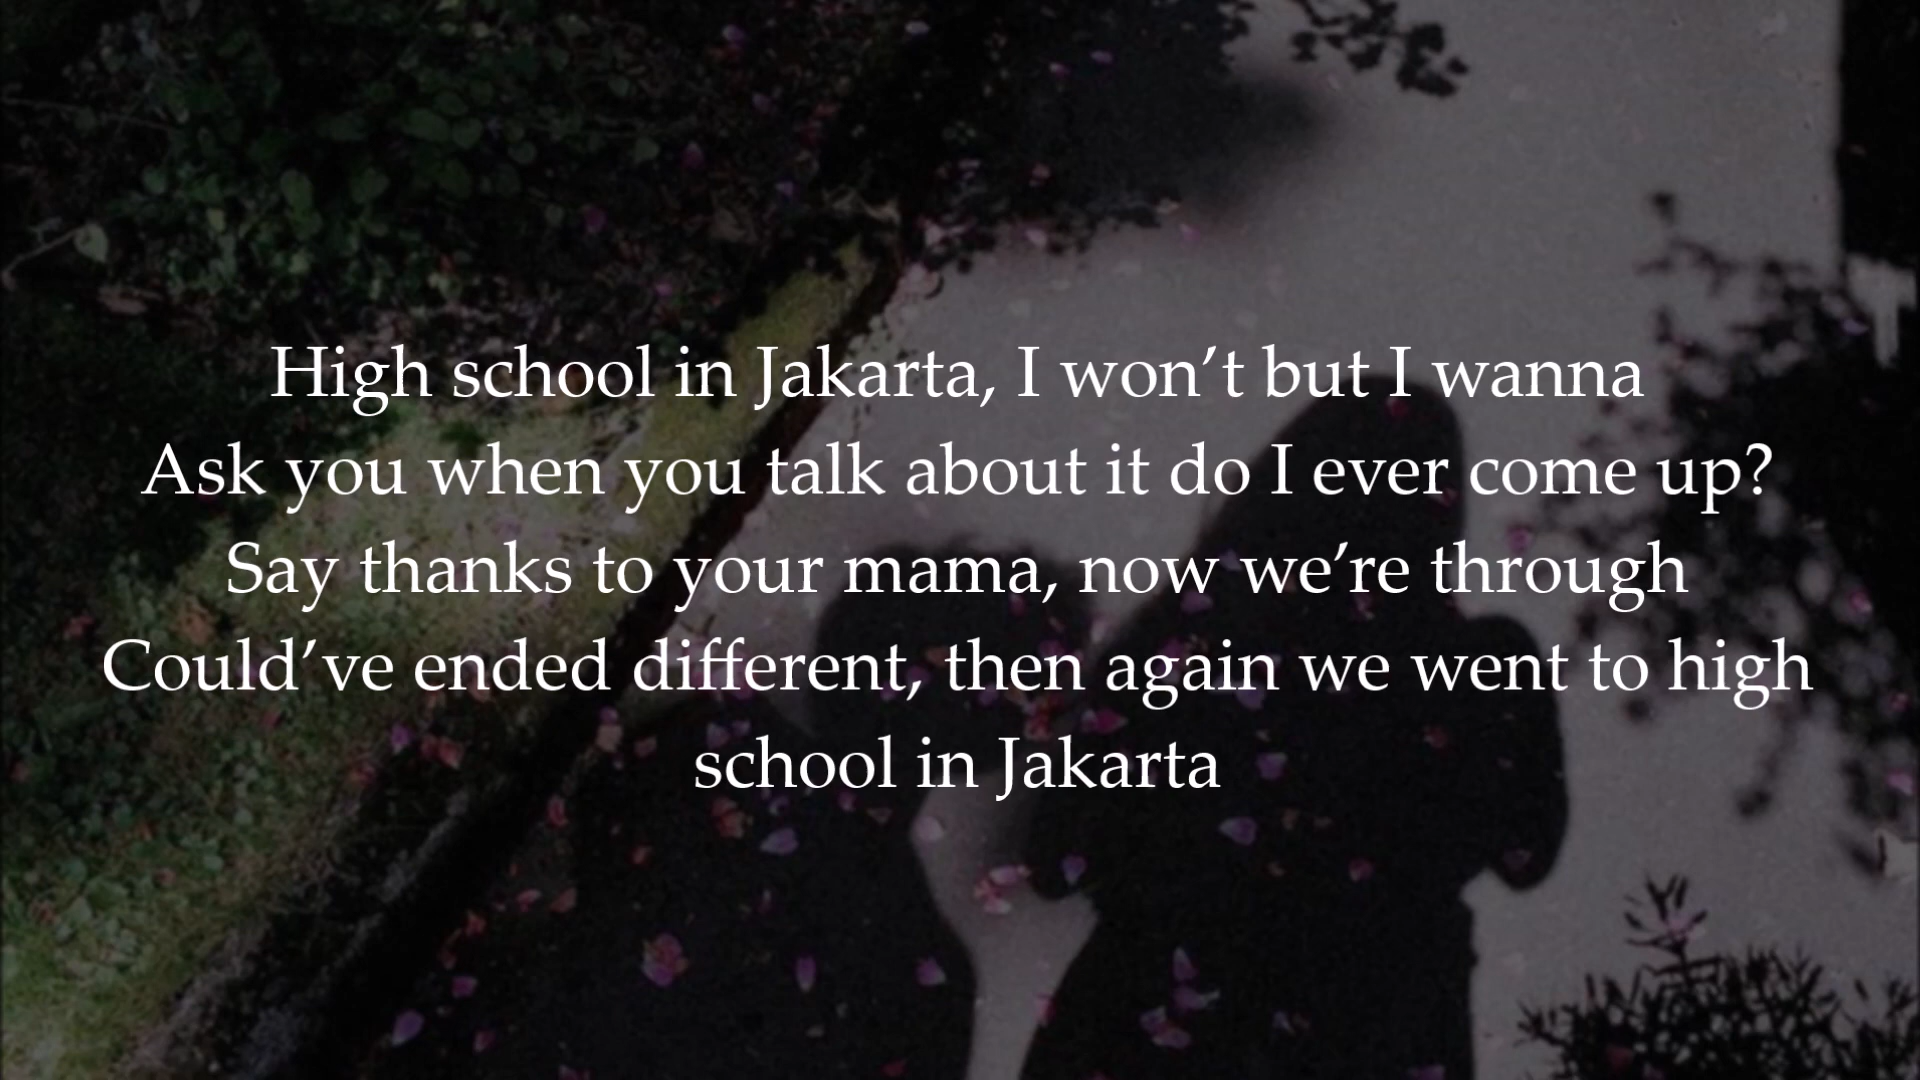 High school in Jakarta, I won’t but I wanna
Ask you when you talk about it do I ever come up?
Say thanks to your mama, now we’re through
Could’ve ended different, then again we went to high
school in Jakarta